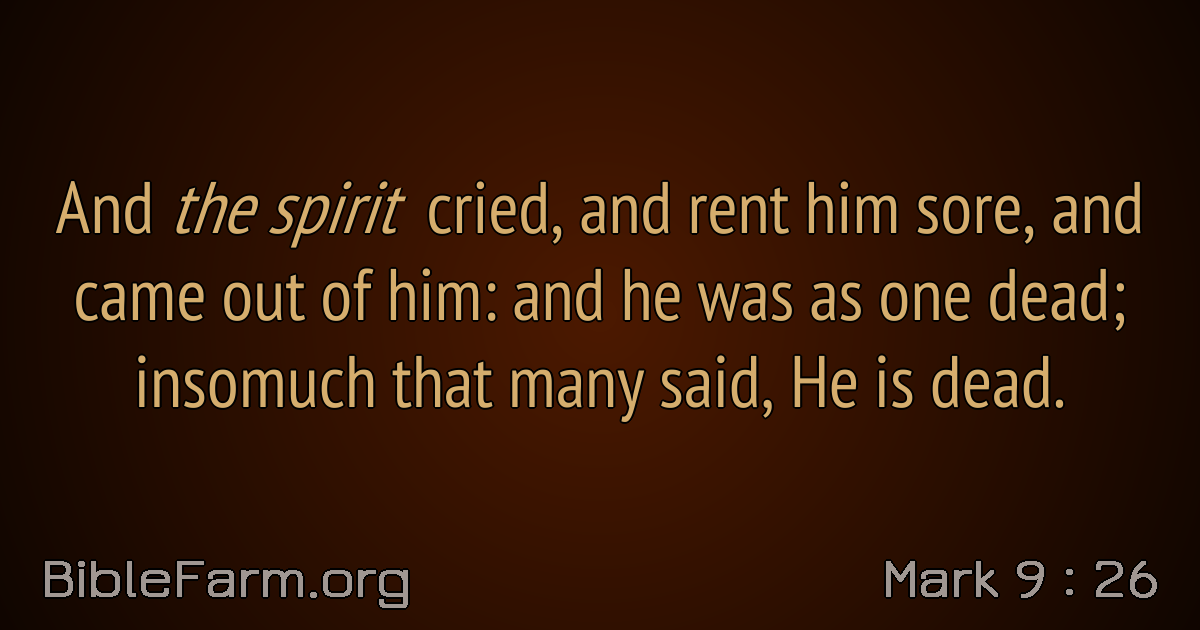 And the spirit cried, and rent him sore, and
came out of him: and he was as one dead;
insomuch that many said, He is dead.
BibleFarm.org
Mark 9 : 26